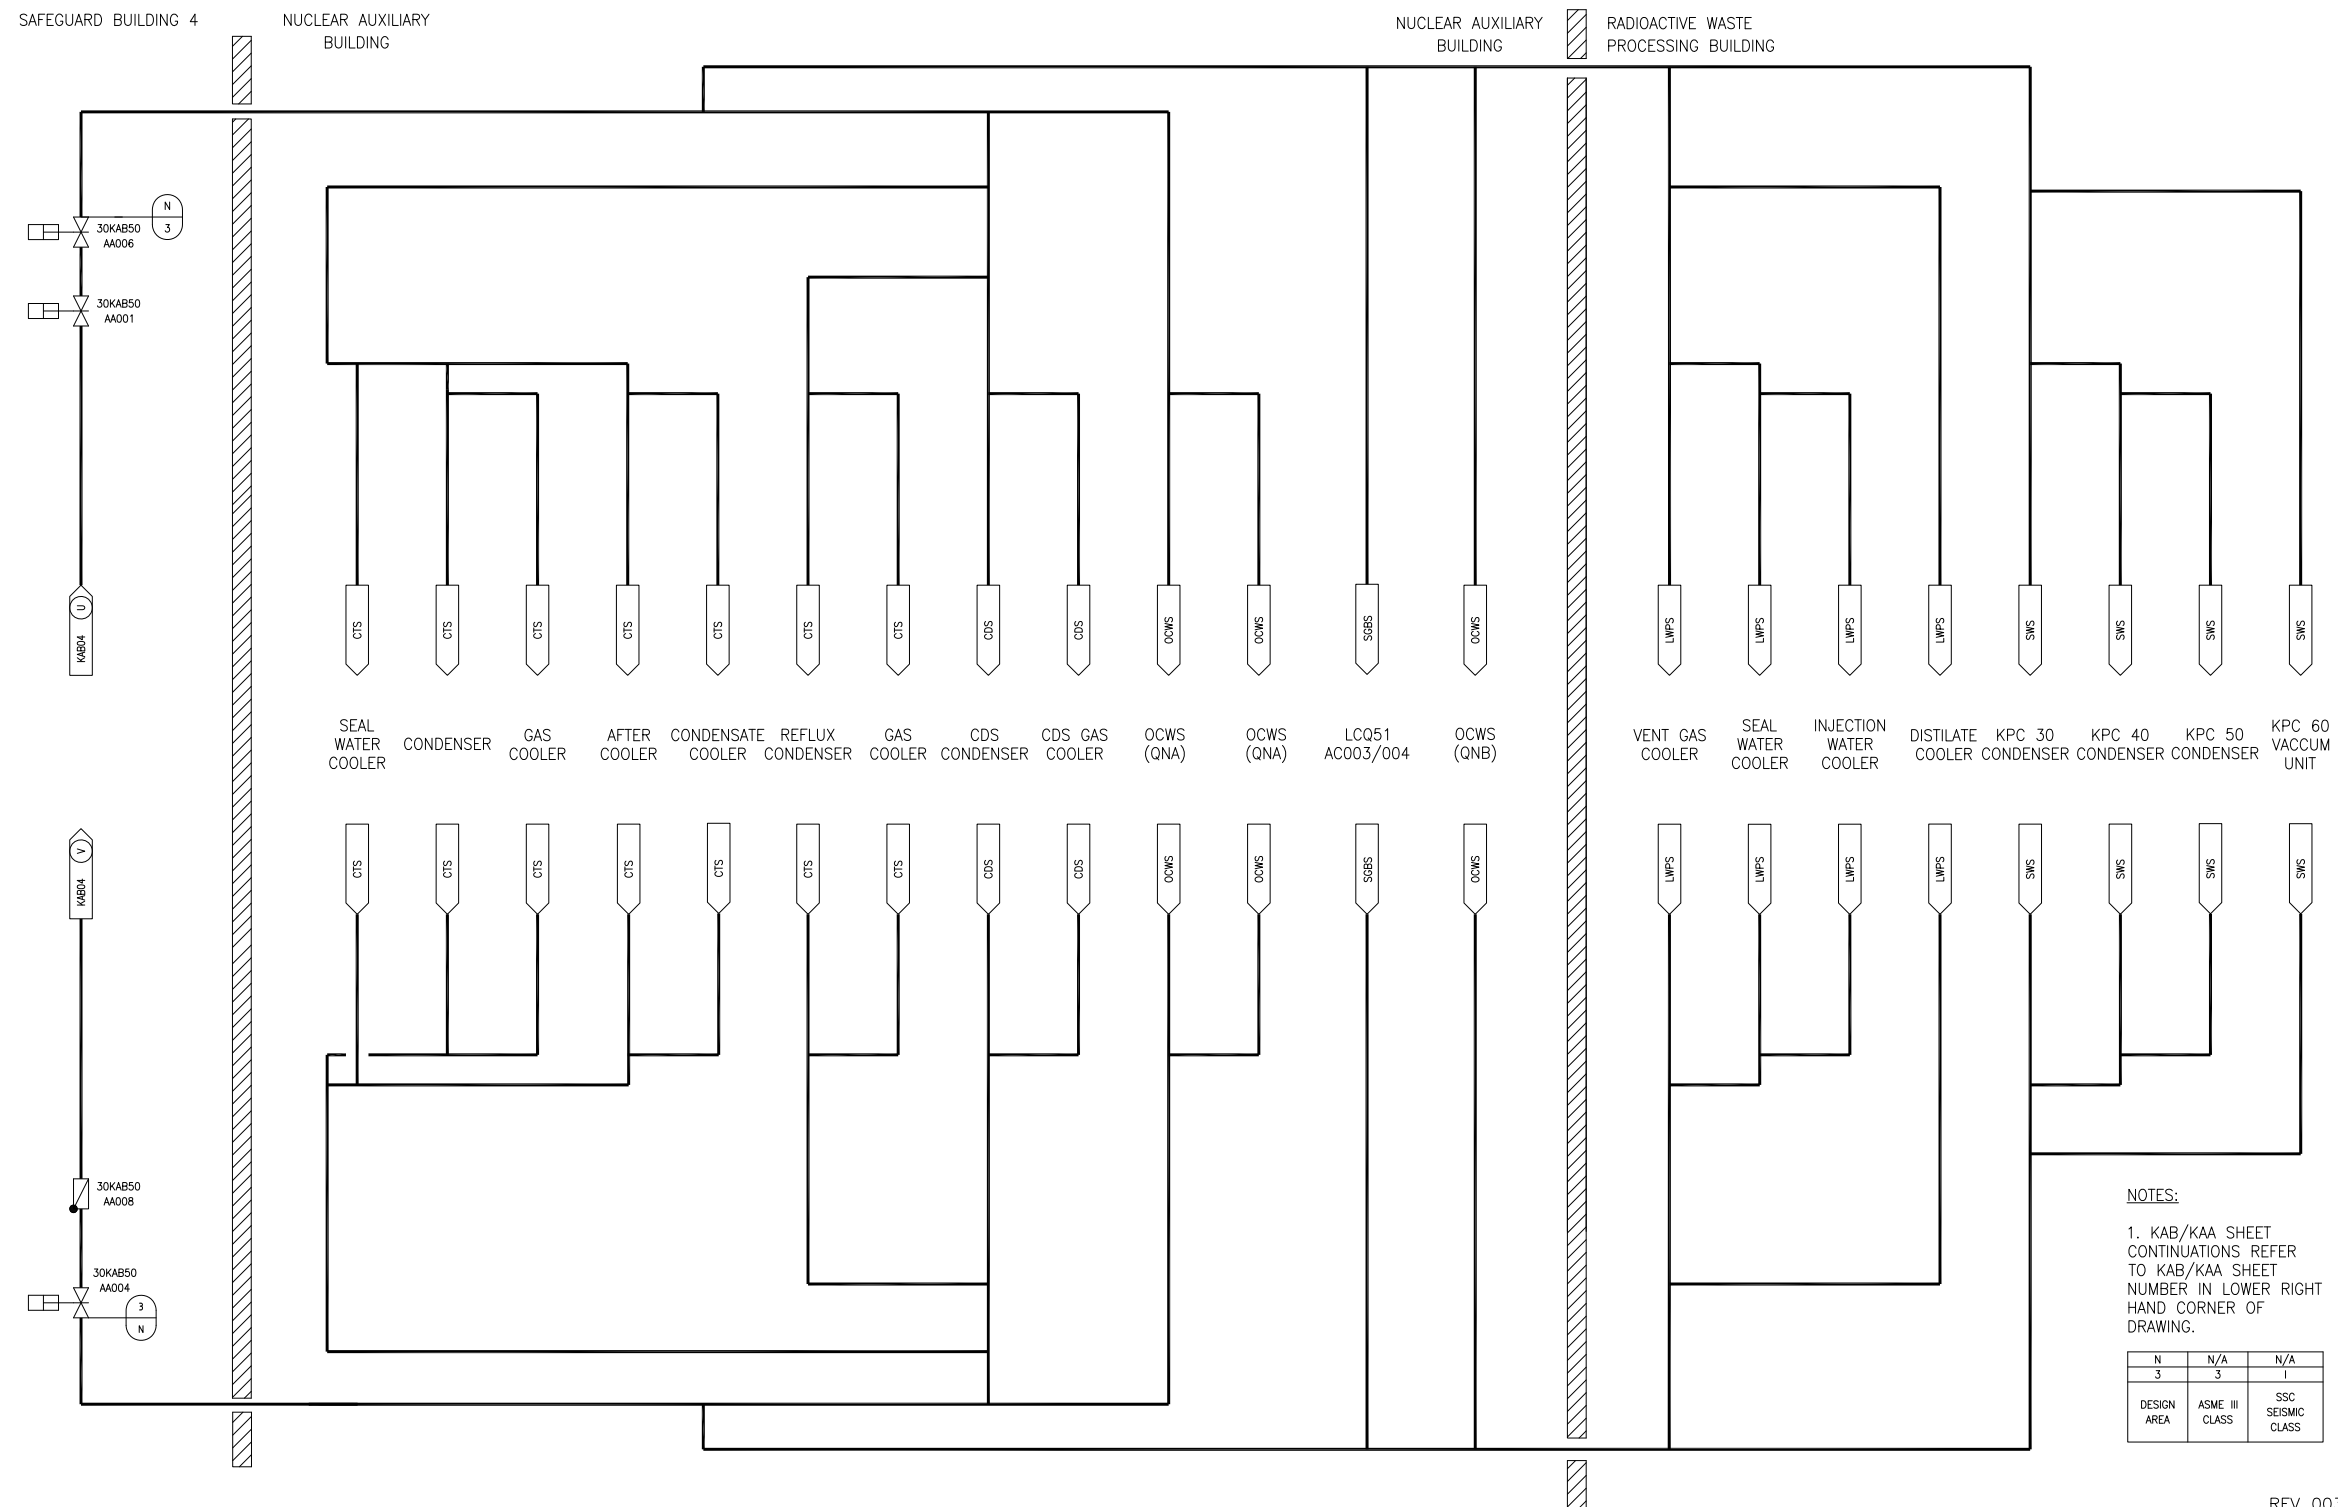 SAFEGUARD BUILDING 4
NUCLEAR AUXILIARY
BUILDING
NUCLEAR AUXILIARY
BUILDING
RADIOACTIVE WASTE
PROCESSING BUILDING
N
3
30KAB50
AA006
30KAB50
AA001
U
KAB04
CTS
CTS
CTS
CTS
CTS
CTS
CTS
CDS
CDS
OCWS
OCWS
SGBS
OCWS
LWPS
LWPS
LWPS
LWPS
SWS
SWS
SWS
SWS
SEAL
WATER
COOLER
CONDENSER
GAS
COOLER
AFTER
COOLER
CONDENSATE
COOLER
REFLUX
CONDENSER
GAS
COOLER
CDS
CONDENSER
CDS GAS
COOLER
OCWS
(QNA)
OCWS
(QNA)
LCQ51
AC003/004
OCWS
(QNB)
VENT GAS
COOLER
SEAL
WATER
COOLER
INJECTION
WATER
COOLER
DISTILATE
COOLER
KPC 30
CONDENSER
KPC 40
CONDENSER
KPC 50
CONDENSER
KPC 60
VACCUM
UNIT
V
KAB04
CTS
CTS
CTS
CTS
CTS
CTS
CTS
CDS
CDS
OCWS
OCWS
SGBS
OCWS
LWPS
LWPS
LWPS
LWPS
SWS
SWS
SWS
SWS
30KAB50
AA008
30KAB50
AA004
3
N
NOTES:
1. KAB/KAA SHEET
CONTINUATIONS REFER
TO KAB/KAA SHEET
NUMBER IN LOWER RIGHT
HAND CORNER OF
DRAWING.
N N/A N/A
3 3 I
DESIGN
AREA
ASME III
CLASS
SSC
SEISMIC
CLASS
REV